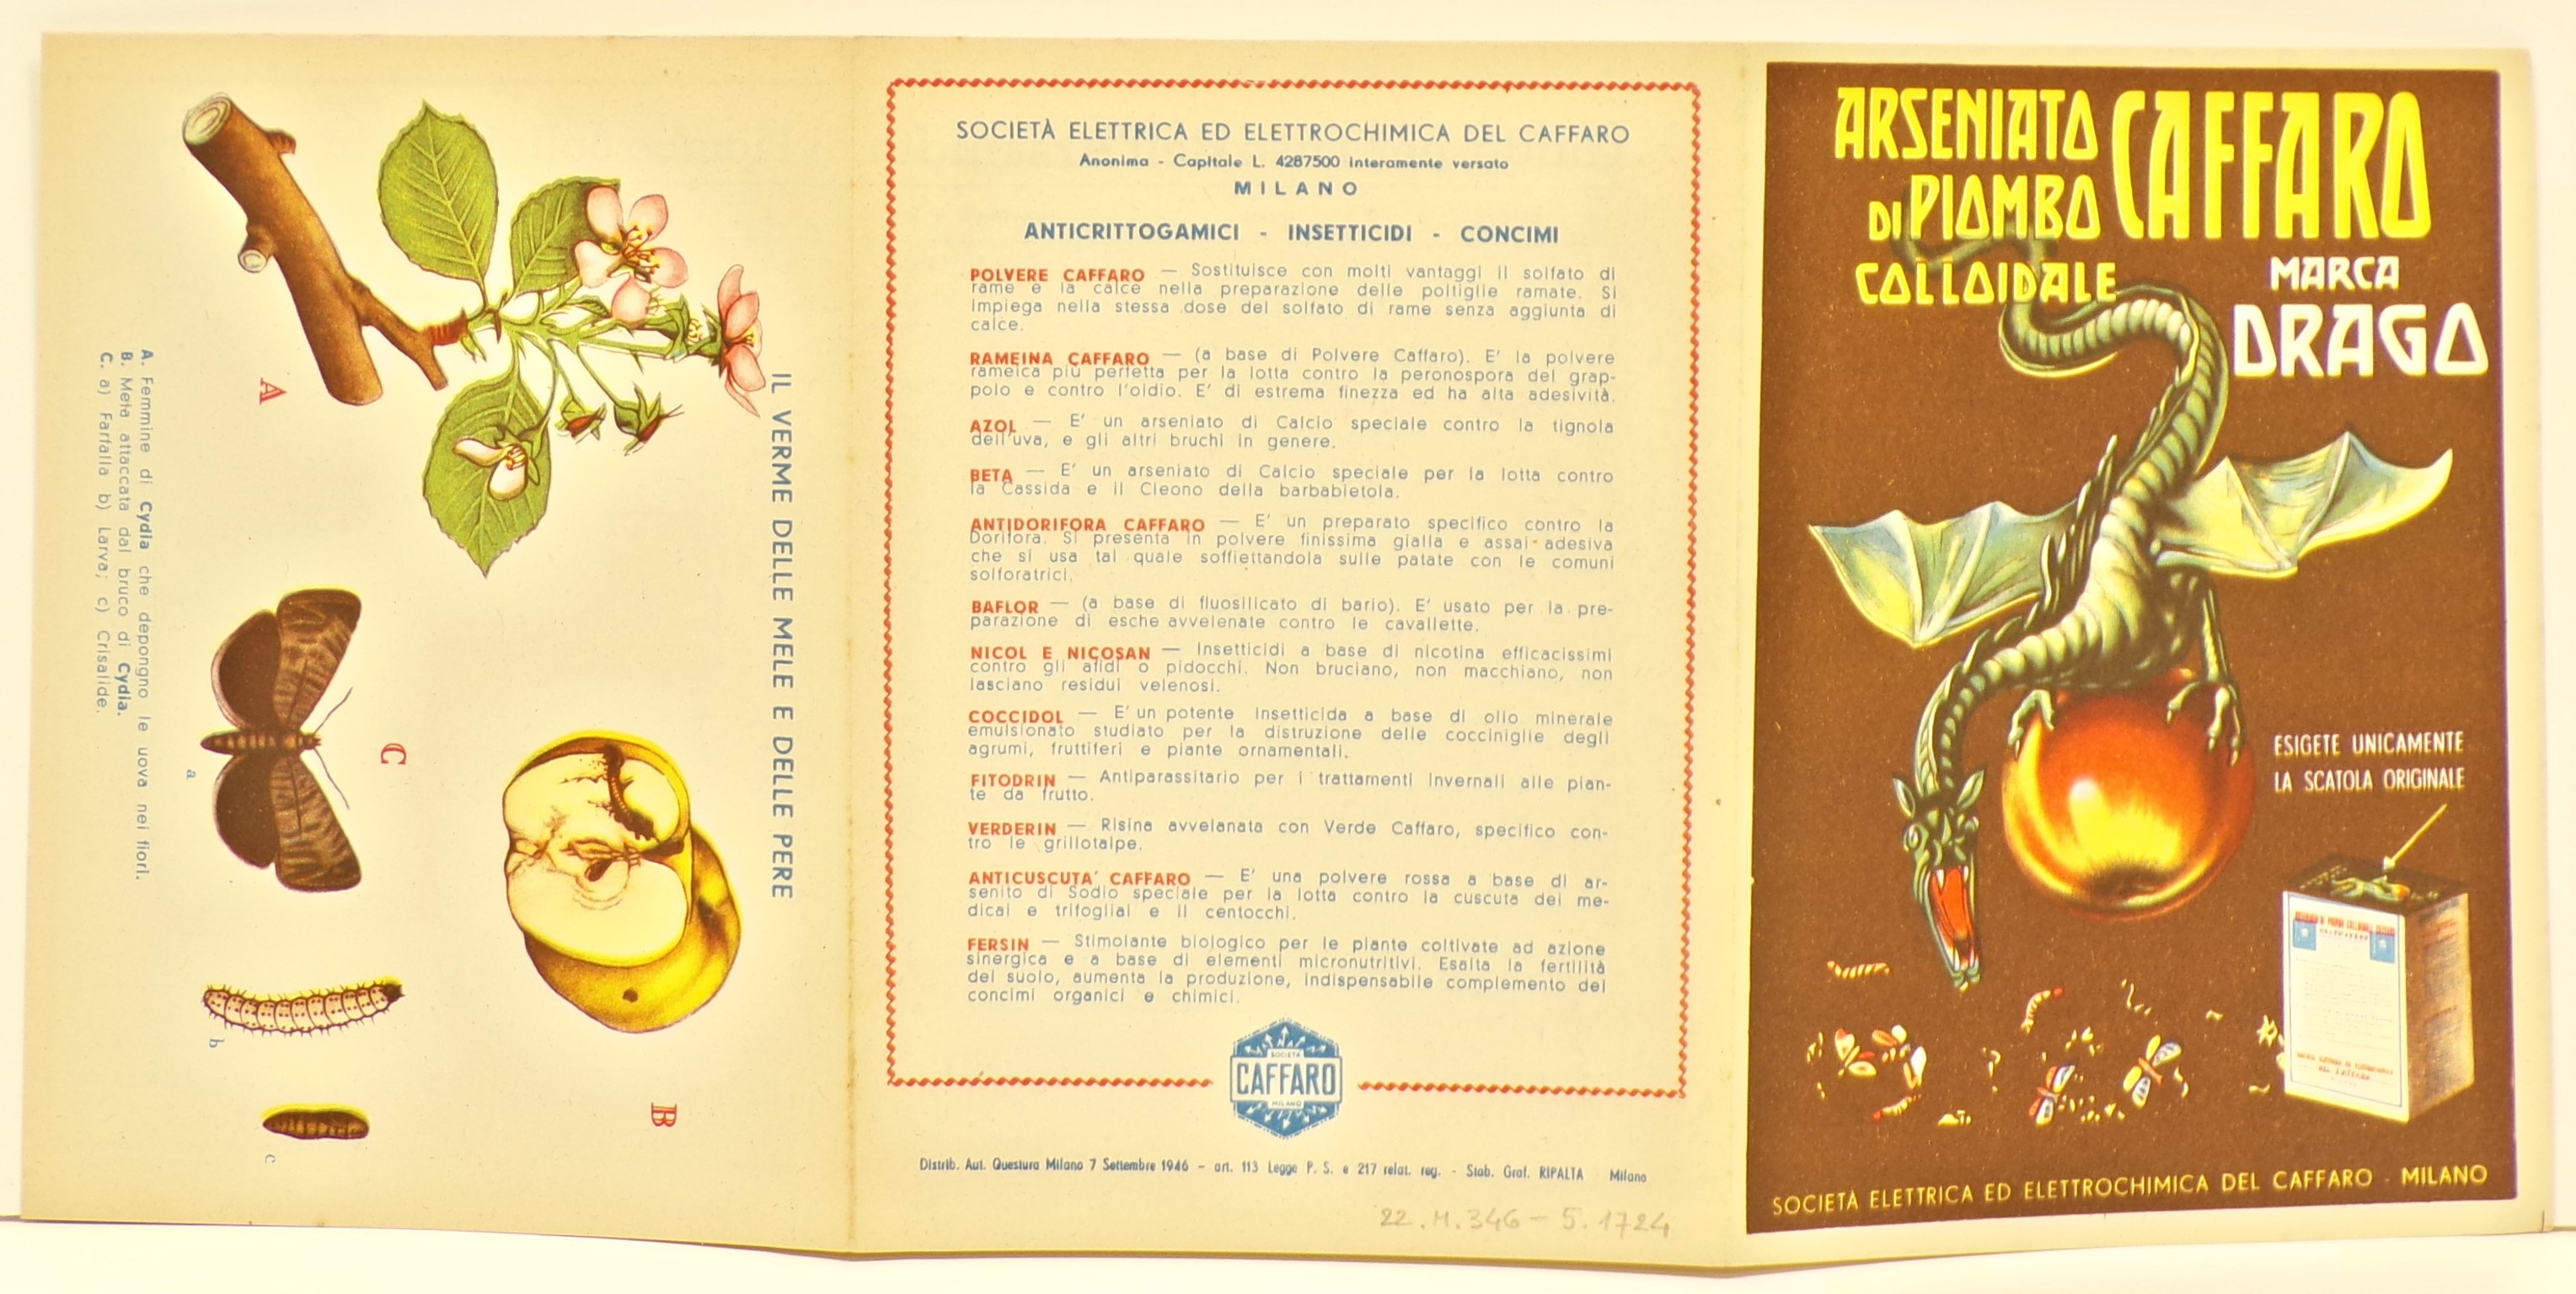 IL VERME DELLE MELE E DELLE PERE
A
B
C
a
b
c
A. Femmine di Cydia che depongno le uova nei fiori.
B. Mela attaccata dal bruco di Cydia.
C. a) Farfalla b) Larva; c) Crisalide.
SOCIETÀ ELETTRICA ED ELETTROCHIMICA DEL CAFFARO
Anonima - Capitale L. 4287500 interamente versato
MILANO
ANTICRITTOGAMICI - INSETTICIDI - CONCIMI
POLVERE CAFFARO — Sostituisce con molti vantaggi il solfato di
rame e la calce nella preparazione delle poltiglie ramate. Si
impiega nella stessa dose del solfato di rame senza aggiunta di
calce.
RAMEINA CAFFARO — (a base di Polvere Caffaro). E' la polvere
rameica più perfetta per la lotta contro la peronospora del grap-
polo e contro l'oidio. E' di estrema finezza ed ha alta adesività.
AZOL — E' un arseniato di Calcio speciale contro la tignola
dell'uva, e gli altri bruchi in genere.
BETA — E' un arseniato di Calcio speciale per la lotta contro
la Cassida e il Cleono della barbabietola.
ANTIDORIFORA CAFFARO — E' un preparato specifico contro la
Dorifora. Si presenta in polvere finissima gialla e assai adesiva
che si usa tal quale soffiettandola sulle patate con le comuni
solforatrici.
BAFLOR — (a base di fluosilicato di bario). E' usato per la pre-
parazione di esche avvelenate contro le cavallette.
NICOL E NICOSAN — Insetticidi a base di nicotina efficacissimi
contro gli afidi o pidocchi. Non bruciano, non macchiano, non
lasciano residui velenosi.
COCCIDOL — E' un potente insetticida a base di olio minerale
emulsionato studiato per la distruzione delle cocciniglie degli
agrumi, fruttiferi e piante ornamentali.
FITODRIN — Antiparassitario per i trattamenti invernali alle pian-
te da frutto.
VERDERIN — Risina avvelanata con Verde Caffaro, specifico con-
tro le grillotalpe.
ANTICUSCUTA' CAFFARO — E' una polvere rossa a base di ar-
senito di Sodio speciale per la lotta contro la cuscuta dei me-
dicai e trifogliai e il centocchi.
FERSIN — Stimolante biologico per le piante coltivate ad azione
sinergica e a base di elementi micronutritivi. Esalta la fertilità
del suolo, aumenta la produzione, indispensabile complemento dei
concimi organici e chimici.
SOCIETÀ
CAFFARO
MILANO
Distrib. Aut. Questura Milano 7 Settembre 1946 - art. 113 Legge P. S. e 217 relat. reg. - Stab. Graf. RIPALTA Milano
22.M.346-5.1724
ARSENIATO
DI PIOMBO
COLLOIDALE
CAFFARO
MARCA
DRAGO
ESIGETE UNICAMENTE
LA SCATOLA ORIGINALE
SOCIETÀ ELETTRICA ED ELETTROCHIMICA DEL CAFFARO - MILANO